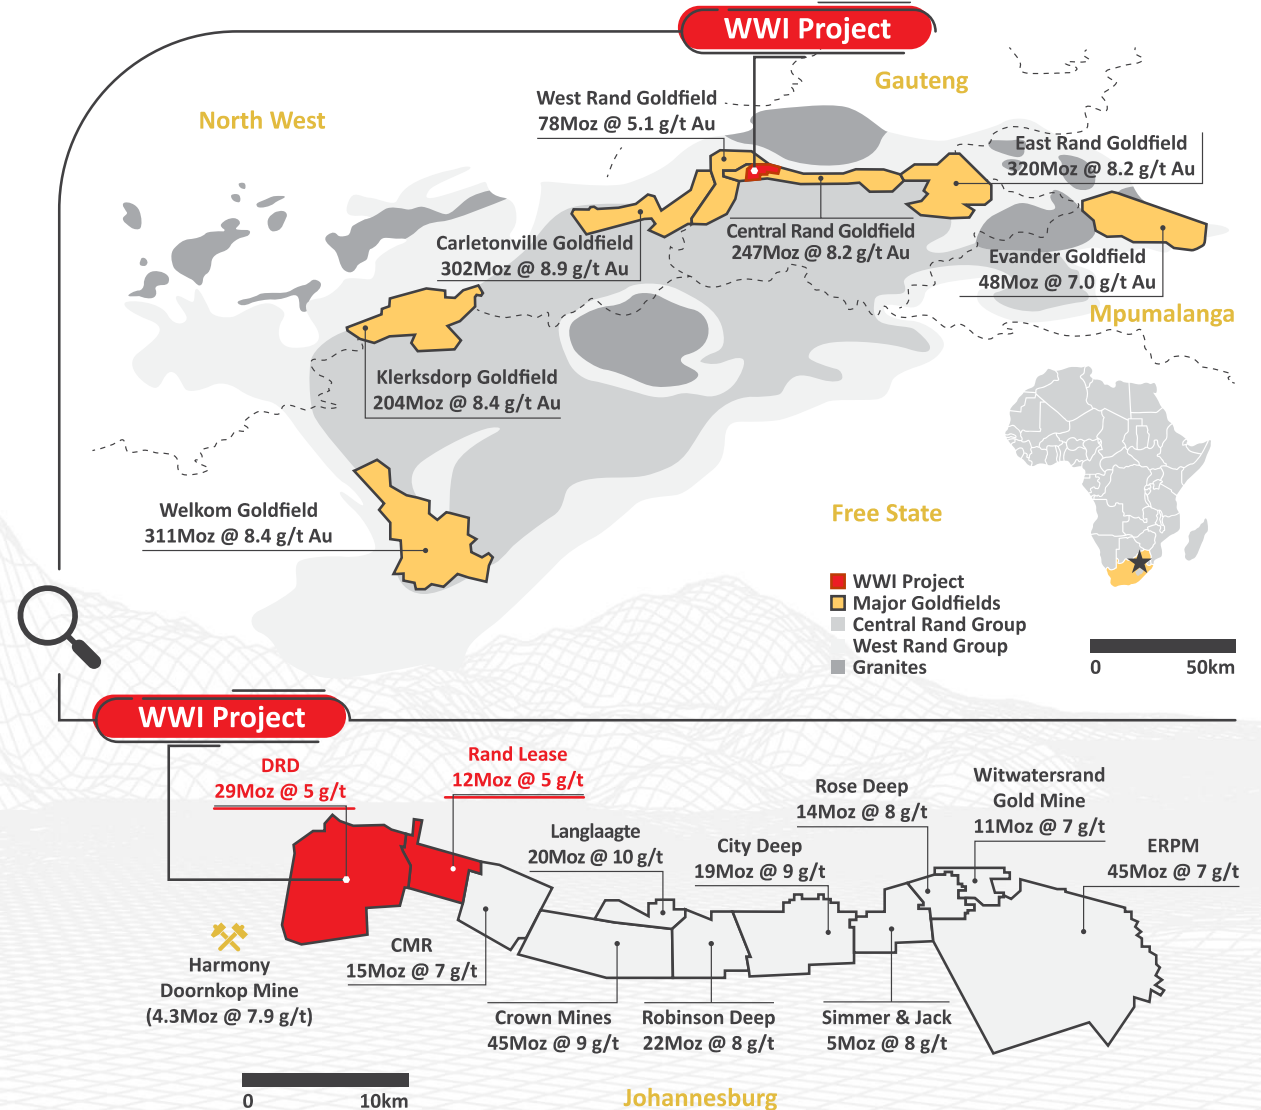 WWI Project
Gauteng
North West
West Rand Goldfield
78Moz @ 5.1 g/t Au
East Rand Goldfield
320Moz @ 8.2 g/t Au
Carletonville Goldfield
302Moz @ 8.9 g/t Au
Central Rand Goldfield
247Moz @ 8.2 g/t Au
Evander Goldfield
48Moz @ 7.0 g/t Au
Mpumalanga
Klerksdorp Goldfield
204Moz @ 8.4 g/t Au
Welkom Goldfield
311Moz @ 8.4 g/t Au
Free State
WWI Project
Major Goldfields
Central Rand Group
West Rand Group
Granites
0 50km
WWI Project
DRD
29Moz @ 5 g/t
Rand Lease
12Moz @ 5 g/t
Langlaagte
20Moz @ 10 g/t
City Deep
19Moz @ 9 g/t
Rose Deep
14Moz @ 8 g/t
Witwatersrand
Gold Mine
11Moz @ 7 g/t
ERPM
45Moz @ 7 g/t
Harmony
Doornkop Mine
(4.3Moz @ 7.9 g/t)
CMR
15Moz @ 7 g/t
Crown Mines
45Moz @ 9 g/t
Robinson Deep
22Moz @ 8 g/t
Simmer & Jack
5Moz @ 8 g/t
0 10km
Johannesburg